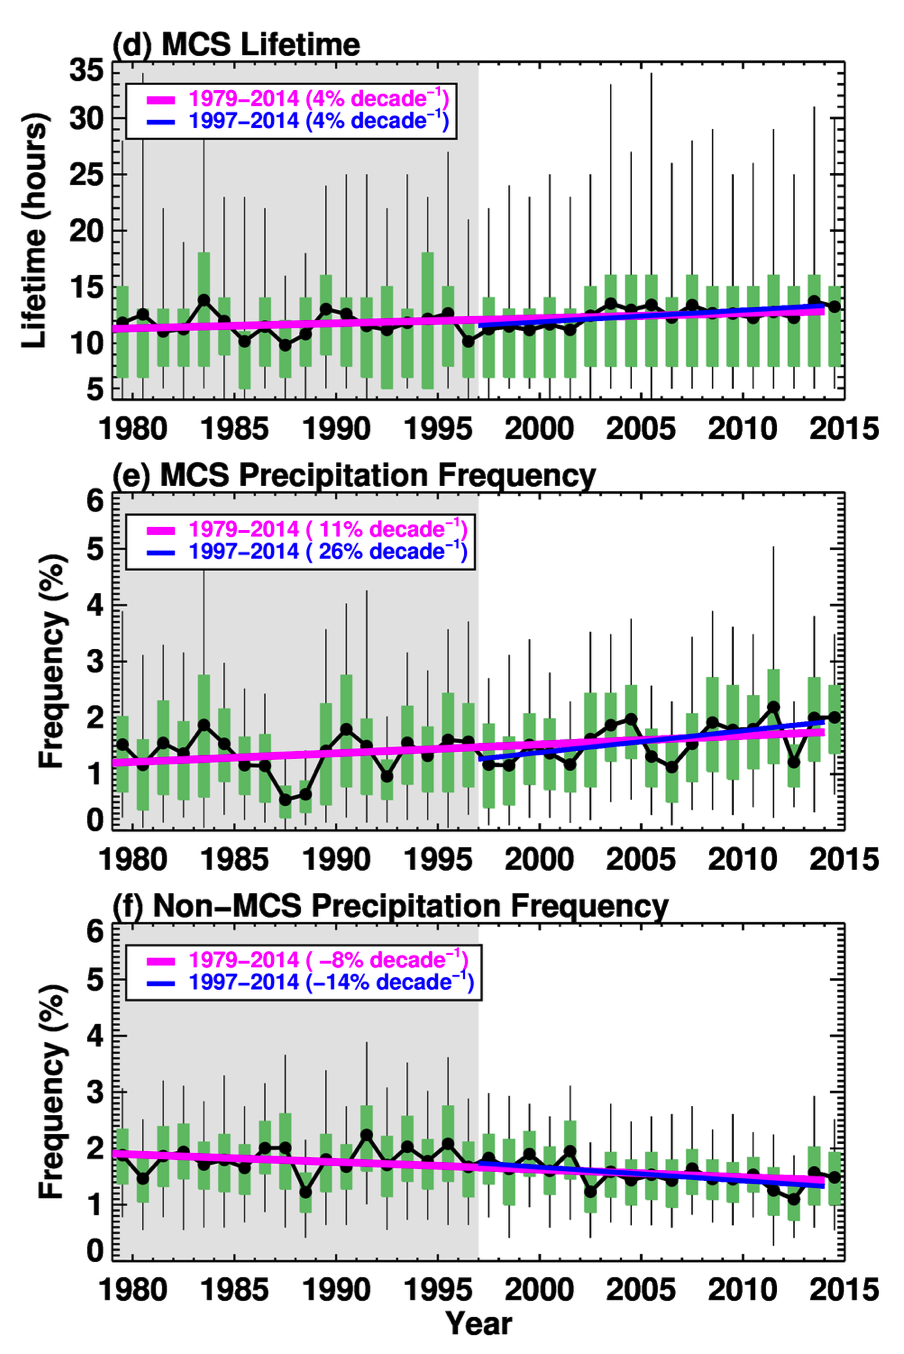 (d) MCS Lifetime
35
30
25
20
15
10
5
Lifetime (hours)
1979−2014 (4% decade⁻¹)
1997−2014 (4% decade⁻¹)
1980 1985 1990 1995 2000 2005 2010 2015
(e) MCS Precipitation Frequency
6
5
4
3
2
1
0
Frequency (%)
1979−2014 ( 11% decade⁻¹)
1997−2014 ( 26% decade⁻¹)
1980 1985 1990 1995 2000 2005 2010 2015
(f) Non−MCS Precipitation Frequency
6
5
4
3
2
1
0
Frequency (%)
1979−2014 ( −8% decade⁻¹)
1997−2014 (−14% decade⁻¹)
1980 1985 1990 1995 2000 2005 2010 2015
Year